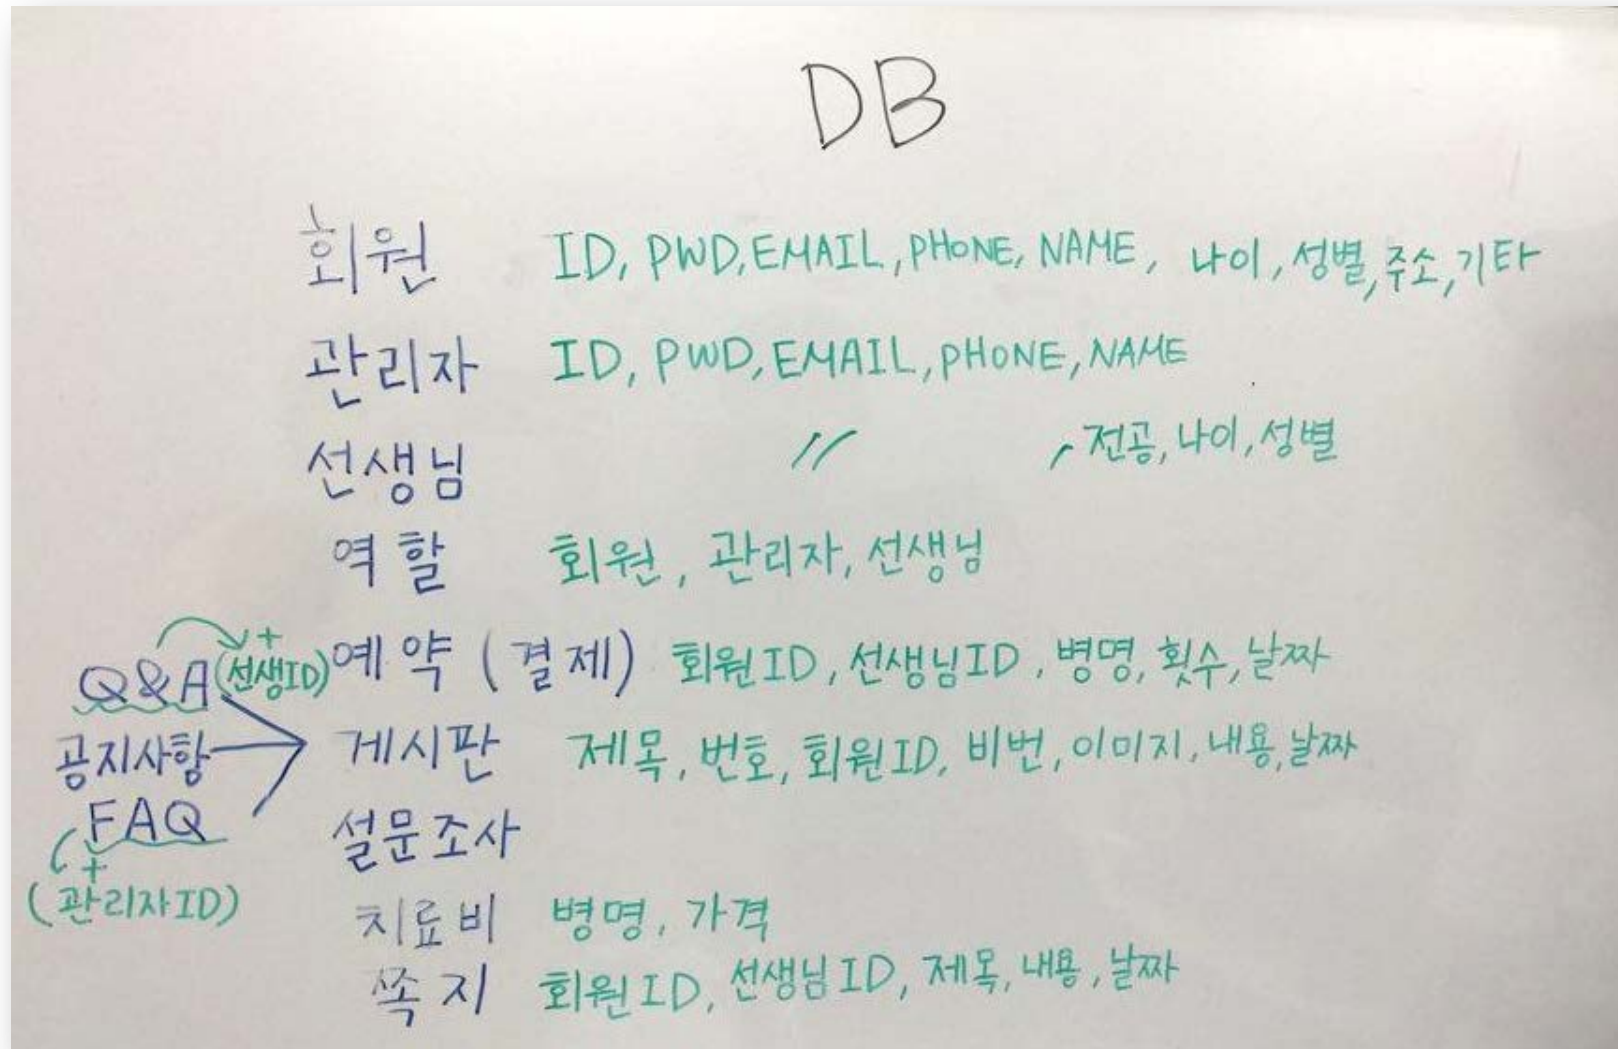 DB
회원 ID, PWD, EMAIL, PHONE, NAME, 나이, 성별, 주소, 기타
관리자 ID, PWD, EMAIL, PHONE, NAME
선생님 〃 , 전공, 나이, 성별
역할 회원, 관리자, 선생님
Q&A (선생ID) +
예약 (결제) 회원ID, 선생님ID, 병명, 횟수, 날짜
공지사항
게시판 제목, 번호, 회원ID, 비번, 이미지, 내용, 날짜
FAQ
+
(관리자ID)
설문조사
치료비 병명, 가격
쪽지 회원ID, 선생님ID, 제목, 내용, 날짜